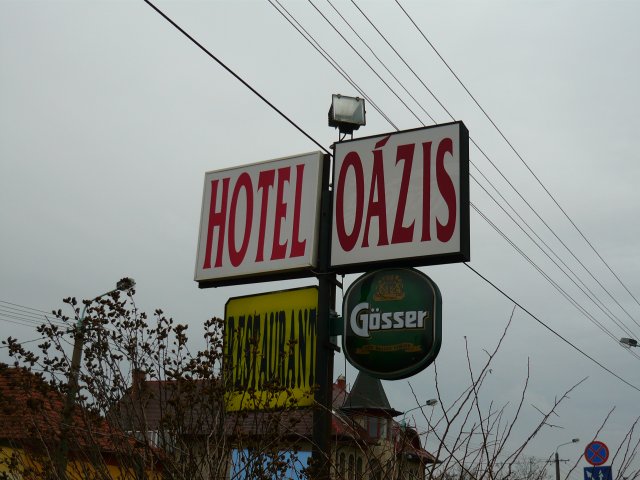 HOTEL
OÁZIS
RESTAURANT
Gösser